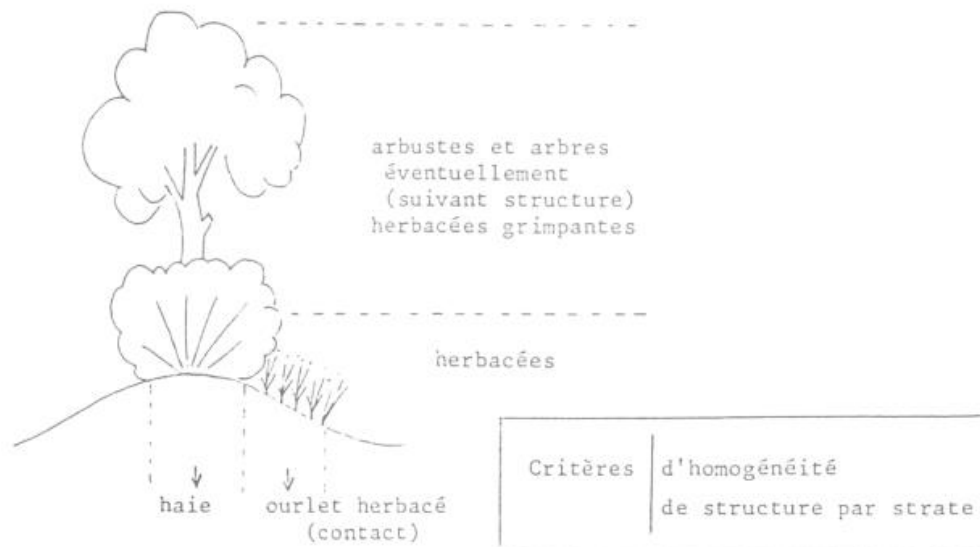 arbustes et arbres
éventuellement
(suivant structure)
herbacées grimpantes
herbacées
haie
ourlet herbacé
(contact)
Critères
d'homogénéité
de structure par strate